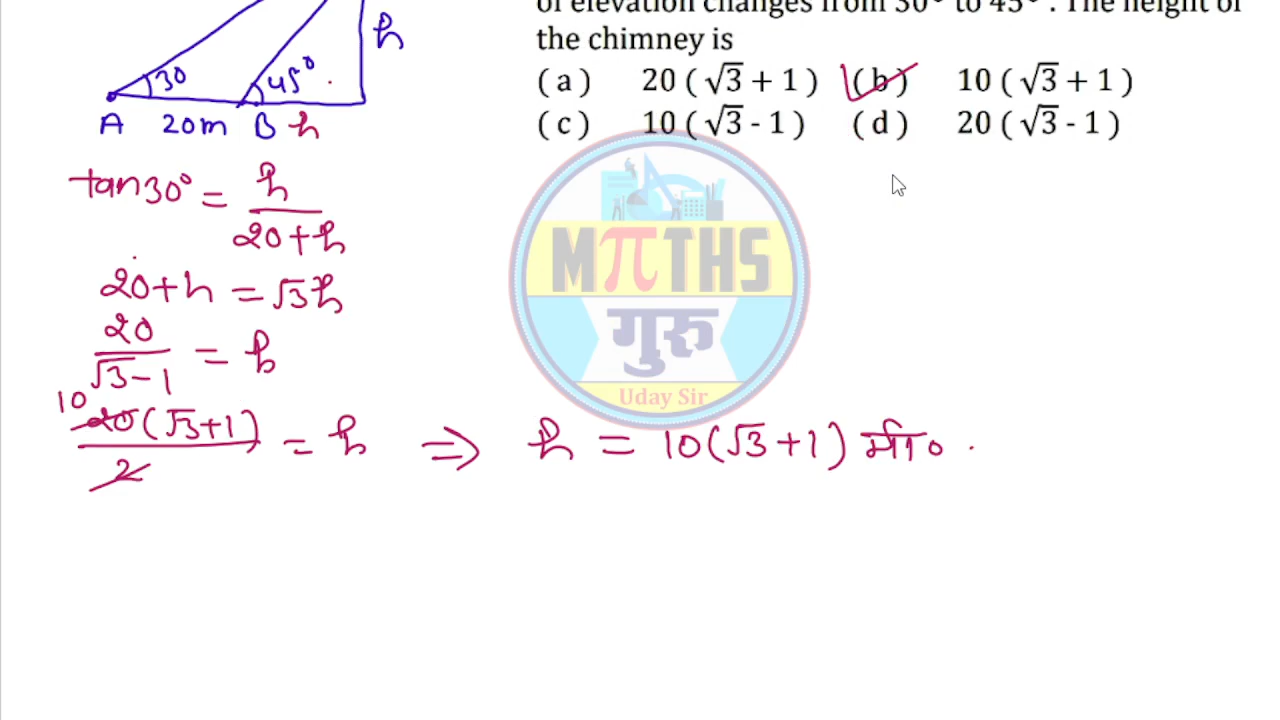 of elevation changes from 30° to 45° . The height of
the chimney is
( a ) 20 ( √3 + 1 ) ( b ) 10 ( √3 + 1 )
( c ) 10 ( √3 - 1 ) ( d ) 20 ( √3 - 1 )
h
30 45°
A 20m B h
tan30° = h / 20+h
20+h = √3h
20 / √3-1 = h
10
20(√3+1) / 2 = h ⇒ h = 10(√3+1) मी०.
MπTHS
गुरु
Uday Sir